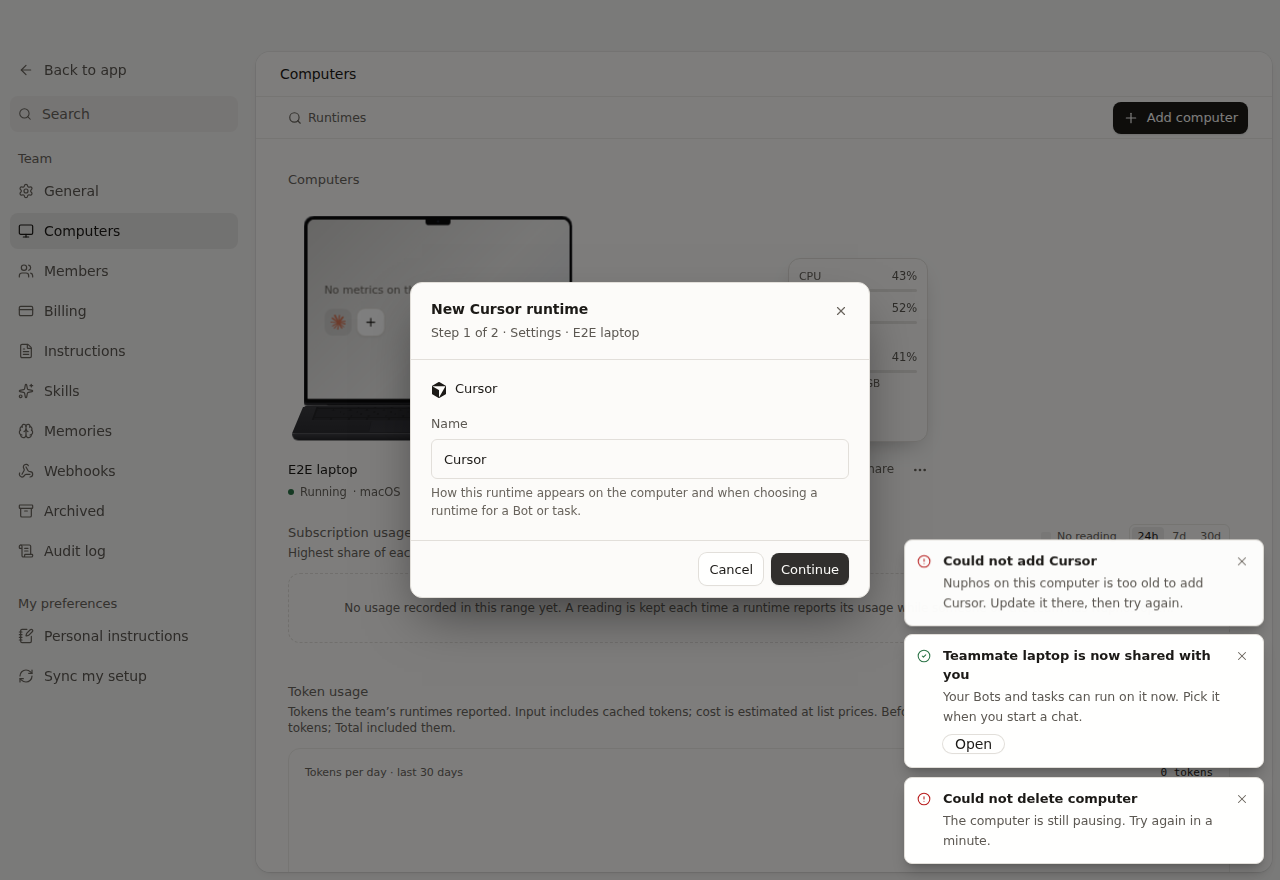 Back to app
Search
Team
General
Computers
Members
Billing
Instructions
Skills
Memories
Webhooks
Archived
Audit log
My preferences
Personal instructions
Sync my setup
Computers
Runtimes
Add computer
Computers
No metrics on
CPU 43%
52%
41%
GB
E2E laptop
Running · macOS
Subscription usage
No reading 24h 7d 30d
Highest share of
No usage recorded in this range yet. A reading is kept each time a runtime reports its usage
Token usage
Tokens the team’s runtimes reported. Input includes cached tokens; cost is estimated at list prices.
tokens; Total included them.
Tokens per day · last 30 days
0 tokens
New Cursor runtime
Step 1 of 2 · Settings · E2E laptop
Cursor
Name
Cursor
How this runtime appears on the computer and when choosing a
runtime for a Bot or task.
Cancel
Continue
Could not add Cursor
Nuphos on this computer is too old to add
Cursor. Update it there, then try again.
Teammate laptop is now shared with
you
Your Bots and tasks can run on it now. Pick it
when you start a chat.
Open
Could not delete computer
The computer is still pausing. Try again in a
minute.